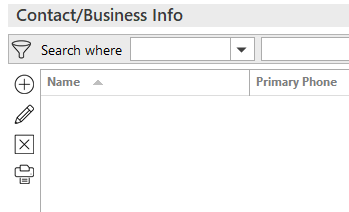 Contact/Business Info
Search where
Name Primary Phone